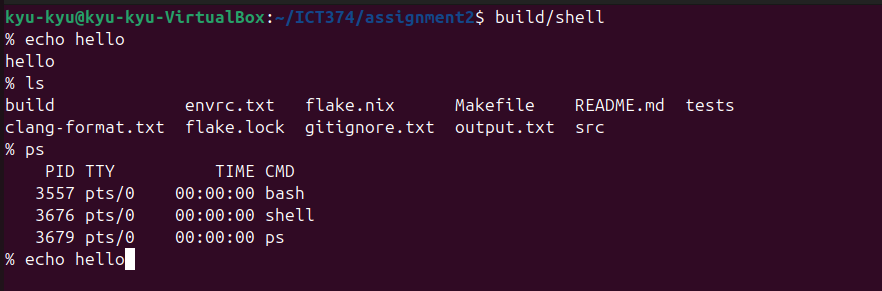 kyu-kyu@kyu-kyu-VirtualBox:~/ICT374/assignment2$ build/shell
% echo hello
hello
% ls
build             envrc.txt   flake.nix      Makefile    README.md  tests
clang-format.txt  flake.lock  gitignore.txt  output.txt  src
% ps
    PID TTY          TIME CMD
   3557 pts/0    00:00:00 bash
   3676 pts/0    00:00:00 shell
   3679 pts/0    00:00:00 ps
% echo hello